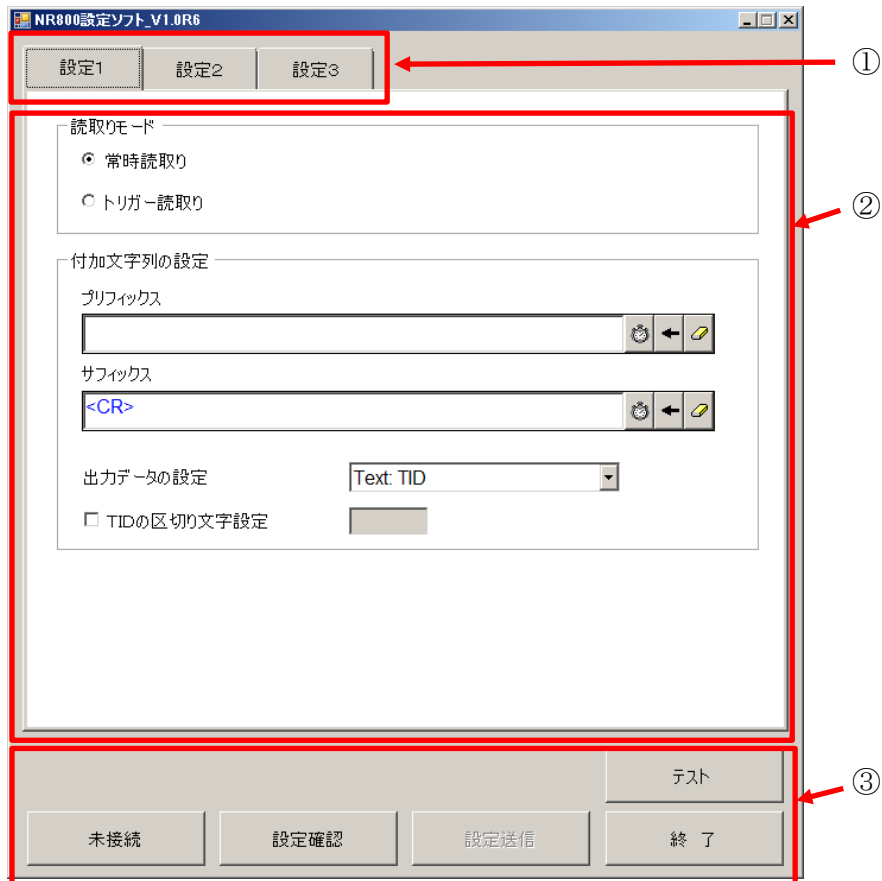 NR800設定ソフト_V1.0R6
設定1 設定2 設定3
①
読取りモード
常時読取り
トリガー読取り
②
付加文字列の設定
プリフィックス
サフィックス
<CR>
出力データの設定 Text: TID
TIDの区切り文字設定
テスト
③
未接続 設定確認 設定送信 終 了